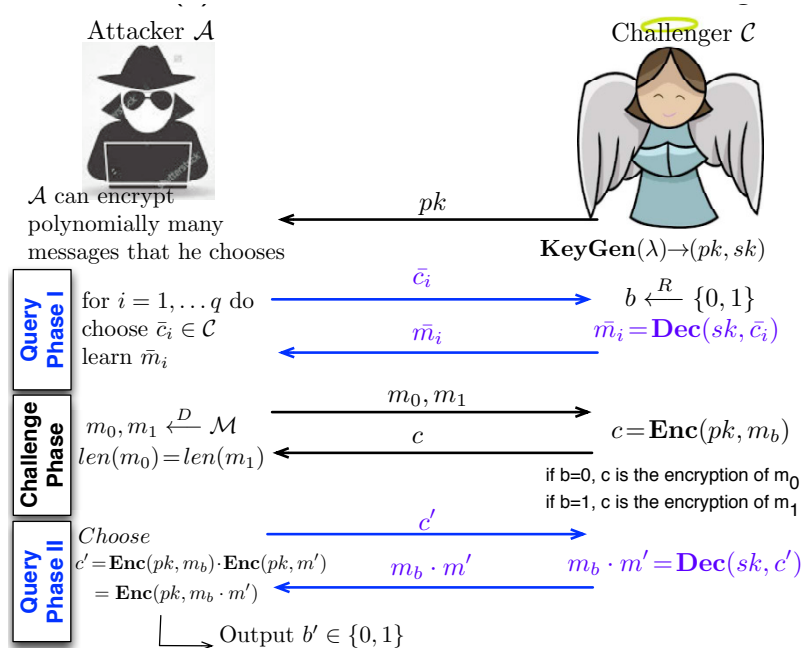 Attacker 𝒜
Challenger 𝒞
𝒜 can encrypt
polynomially many
messages that he chooses
pk
KeyGen(λ)→(pk, sk)
Query
Phase I
for i = 1, . . . q do
choose c̄ᵢ ∈ 𝒞
learn m̄ᵢ
c̄ᵢ
m̄ᵢ
b ←ᴿ {0, 1}
m̄ᵢ = Dec(sk, c̄ᵢ)
Challenge
Phase
m₀, m₁ ←ᴰ ℳ
len(m₀) = len(m₁)
m₀, m₁
c
c = Enc(pk, m_b)
if b=0, c is the encryption of m₀
if b=1, c is the encryption of m₁
Query
Phase II
Choose
c′ = Enc(pk, m_b)·Enc(pk, m′)
= Enc(pk, m_b · m′)
c′
m_b · m′
m_b · m′ = Dec(sk, c′)
Output b′ ∈ {0, 1}